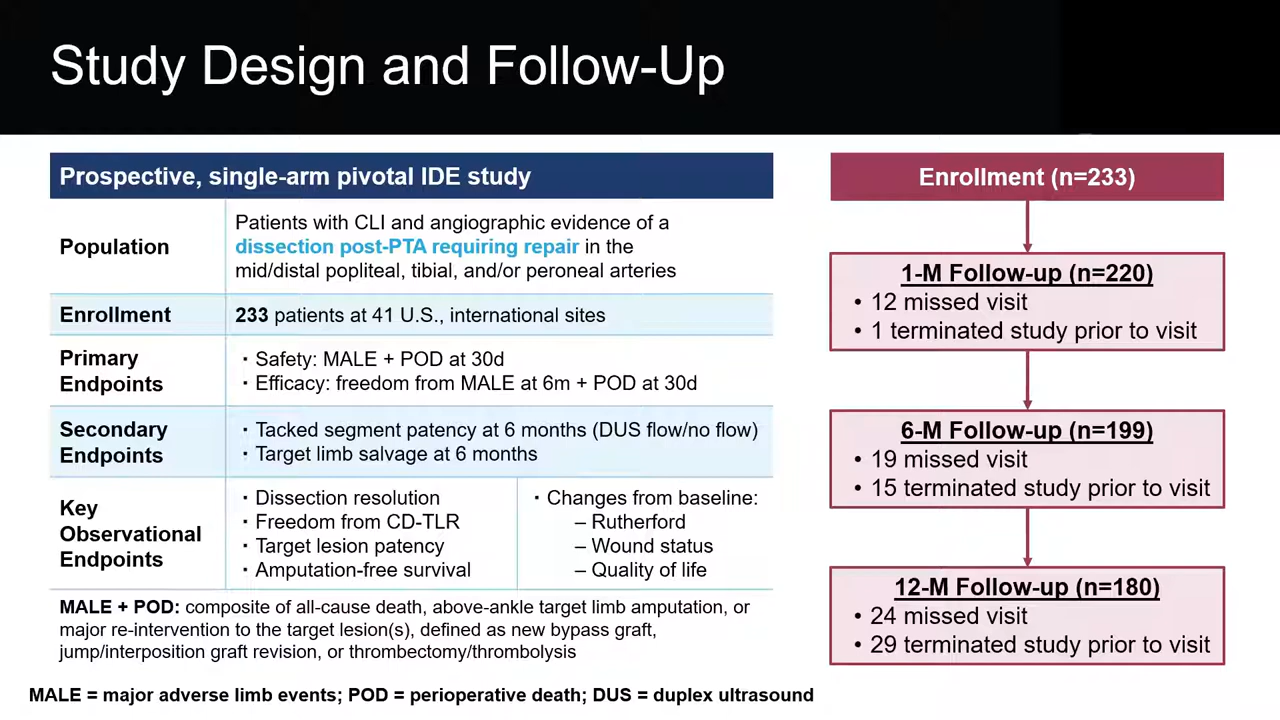 Study Design and Follow-Up
Prospective, single-arm pivotal IDE study
Population
Patients with CLI and angiographic evidence of a
dissection post-PTA requiring repair in the
mid/distal popliteal, tibial, and/or peroneal arteries
Enrollment
233 patients at 41 U.S., international sites
Primary
Endpoints
· Safety: MALE + POD at 30d
· Efficacy: freedom from MALE at 6m + POD at 30d
Secondary
Endpoints
· Tacked segment patency at 6 months (DUS flow/no flow)
· Target limb salvage at 6 months
Key
Observational
Endpoints
· Dissection resolution
· Freedom from CD-TLR
· Target lesion patency
· Amputation-free survival
· Changes from baseline:
– Rutherford
– Wound status
– Quality of life
MALE + POD: composite of all-cause death, above-ankle target limb amputation, or
major re-intervention to the target lesion(s), defined as new bypass graft,
jump/interposition graft revision, or thrombectomy/thrombolysis
MALE = major adverse limb events; POD = perioperative death; DUS = duplex ultrasound
Enrollment (n=233)
1-M Follow-up (n=220)
• 12 missed visit
• 1 terminated study prior to visit
6-M Follow-up (n=199)
• 19 missed visit
• 15 terminated study prior to visit
12-M Follow-up (n=180)
• 24 missed visit
• 29 terminated study prior to visit